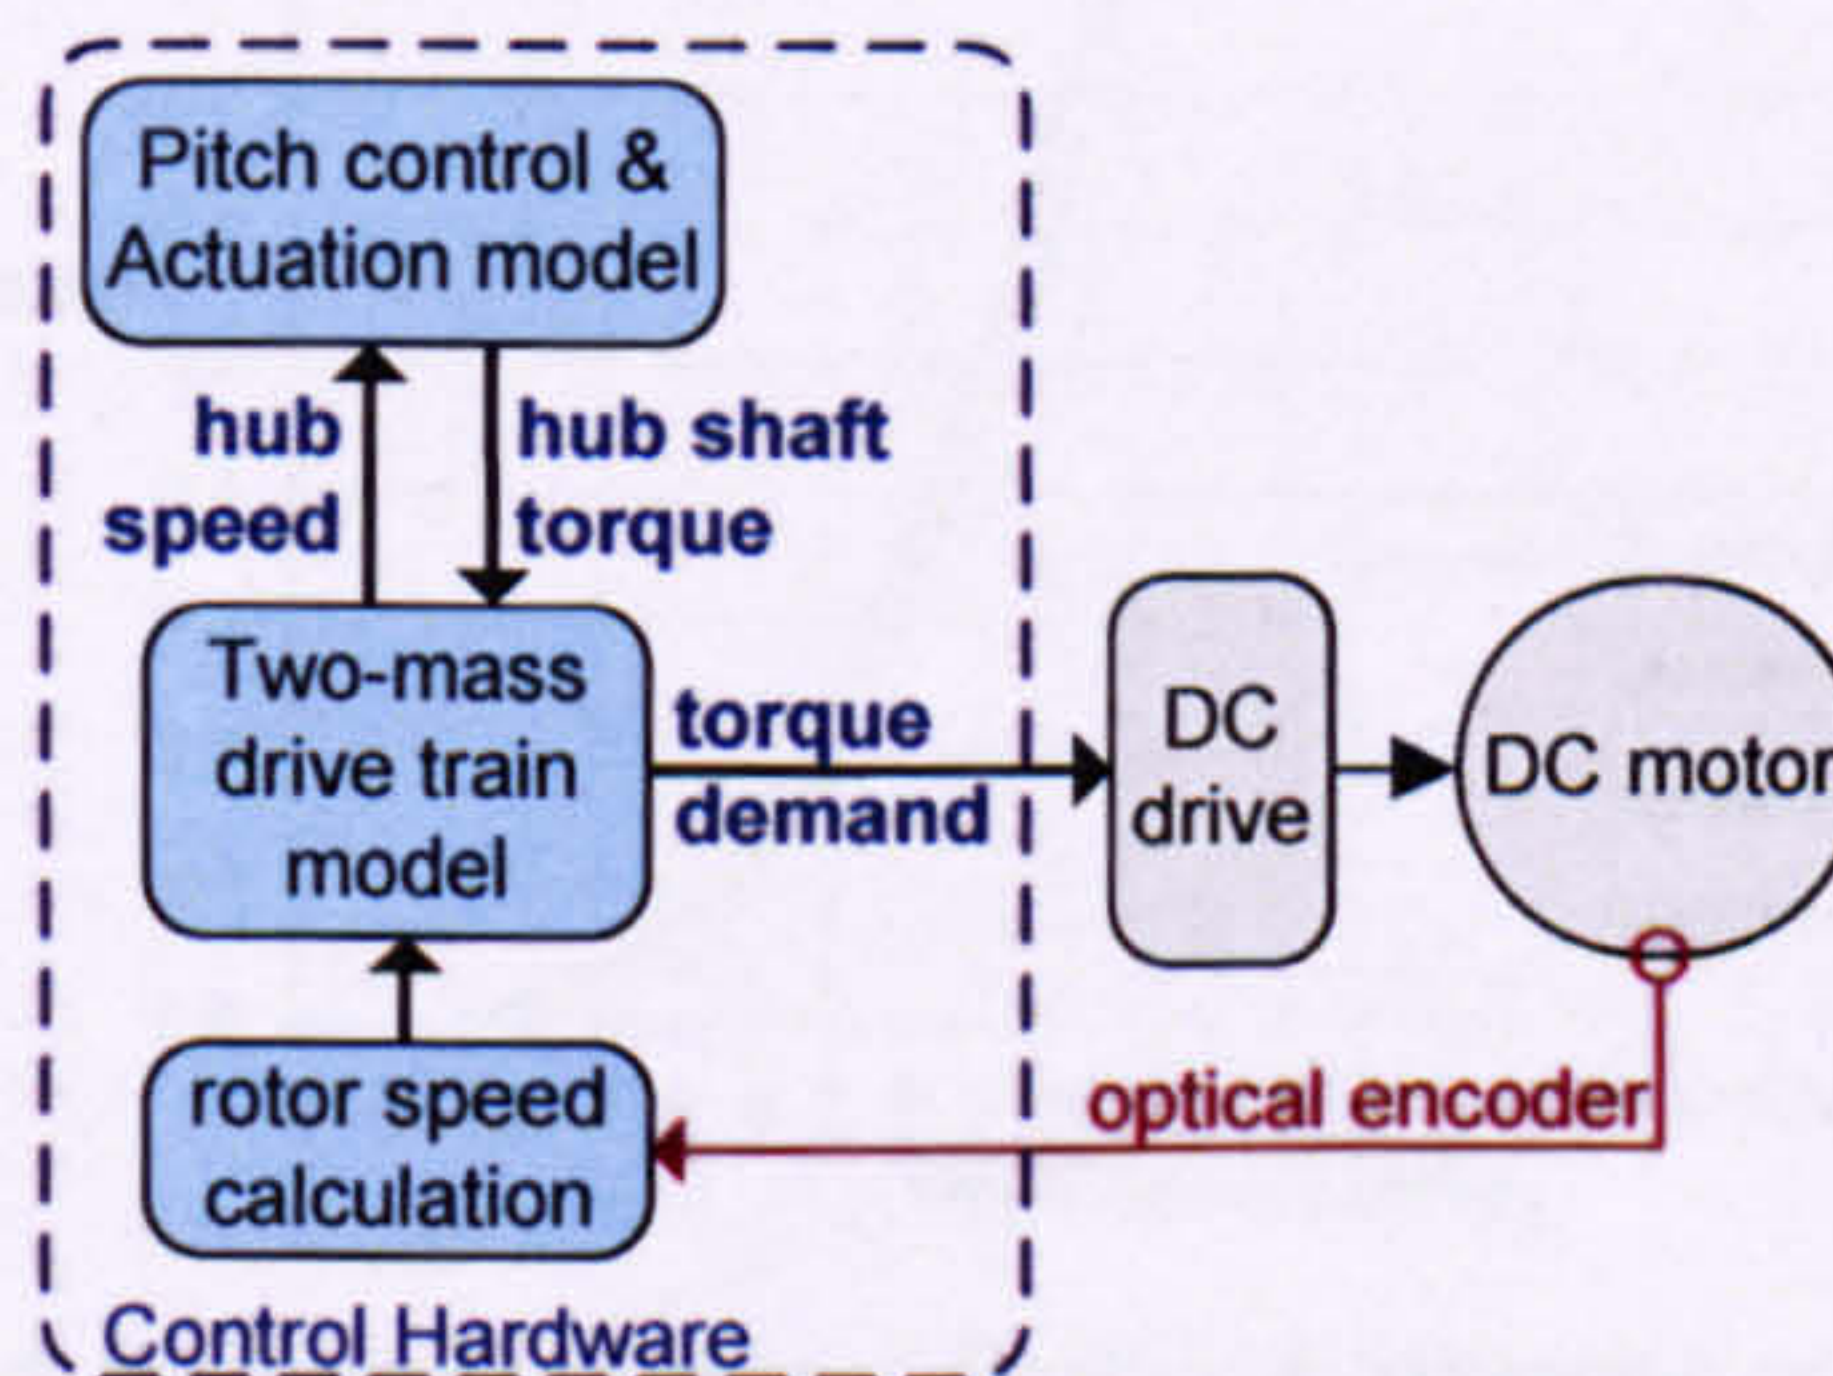 Pitch control &
Actuation model
hub
speed
hub shaft
torque
Two-mass
drive train
model
torque
demand
DC
drive
DC motor
rotor speed
calculation
optical encoder
Control Hardware